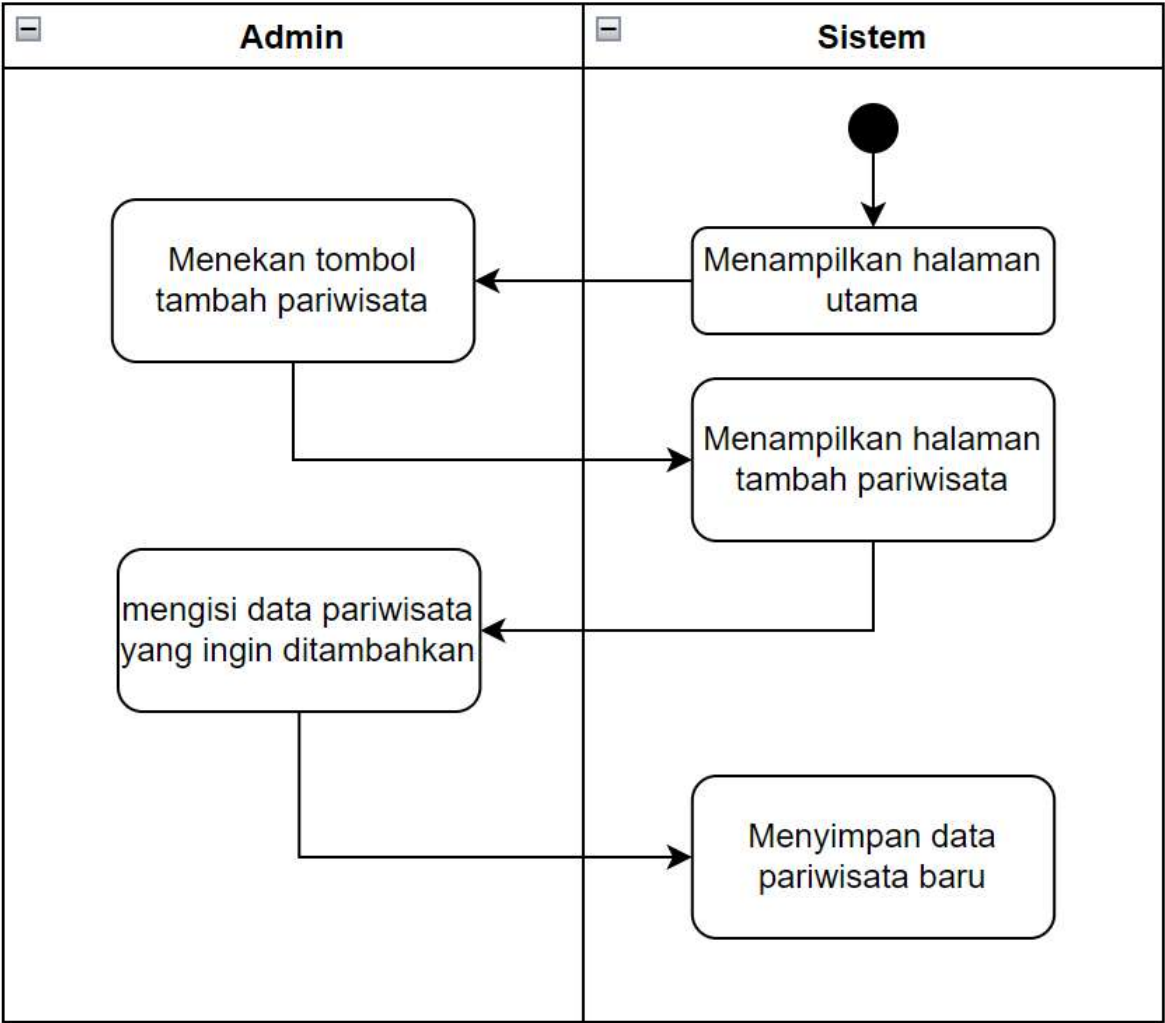 Admin
Sistem
Menampilkan halaman
utama
Menekan tombol
tambah pariwisata
Menampilkan halaman
tambah pariwisata
mengisi data pariwisata
yang ingin ditambahkan
Menyimpan data
pariwisata baru